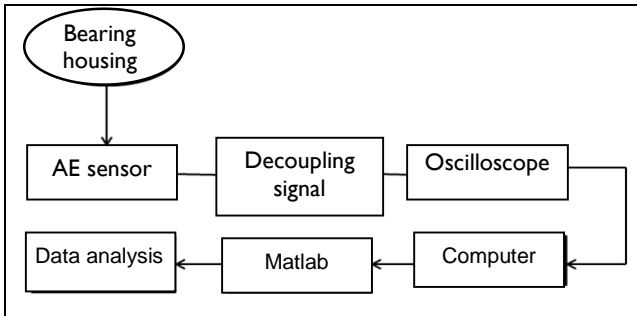 Bearing
housing
AE sensor
Decoupling
signal
Oscilloscope
Computer
Matlab
Data analysis